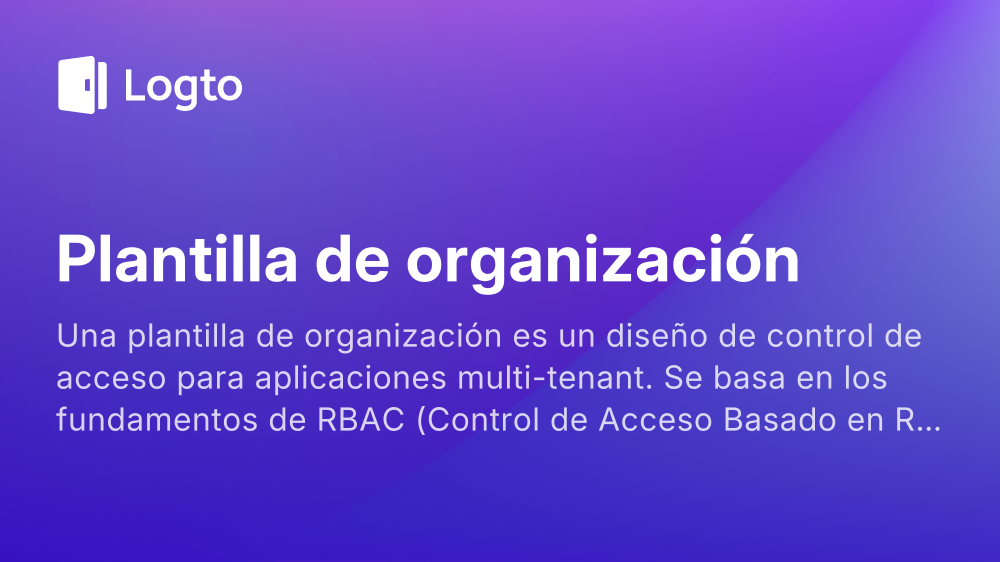 Logto
Plantilla de organización
Una plantilla de organización es un diseño de control de
acceso para aplicaciones multi-tenant. Se basa en los
fundamentos de RBAC (Control de Acceso Basado en R...